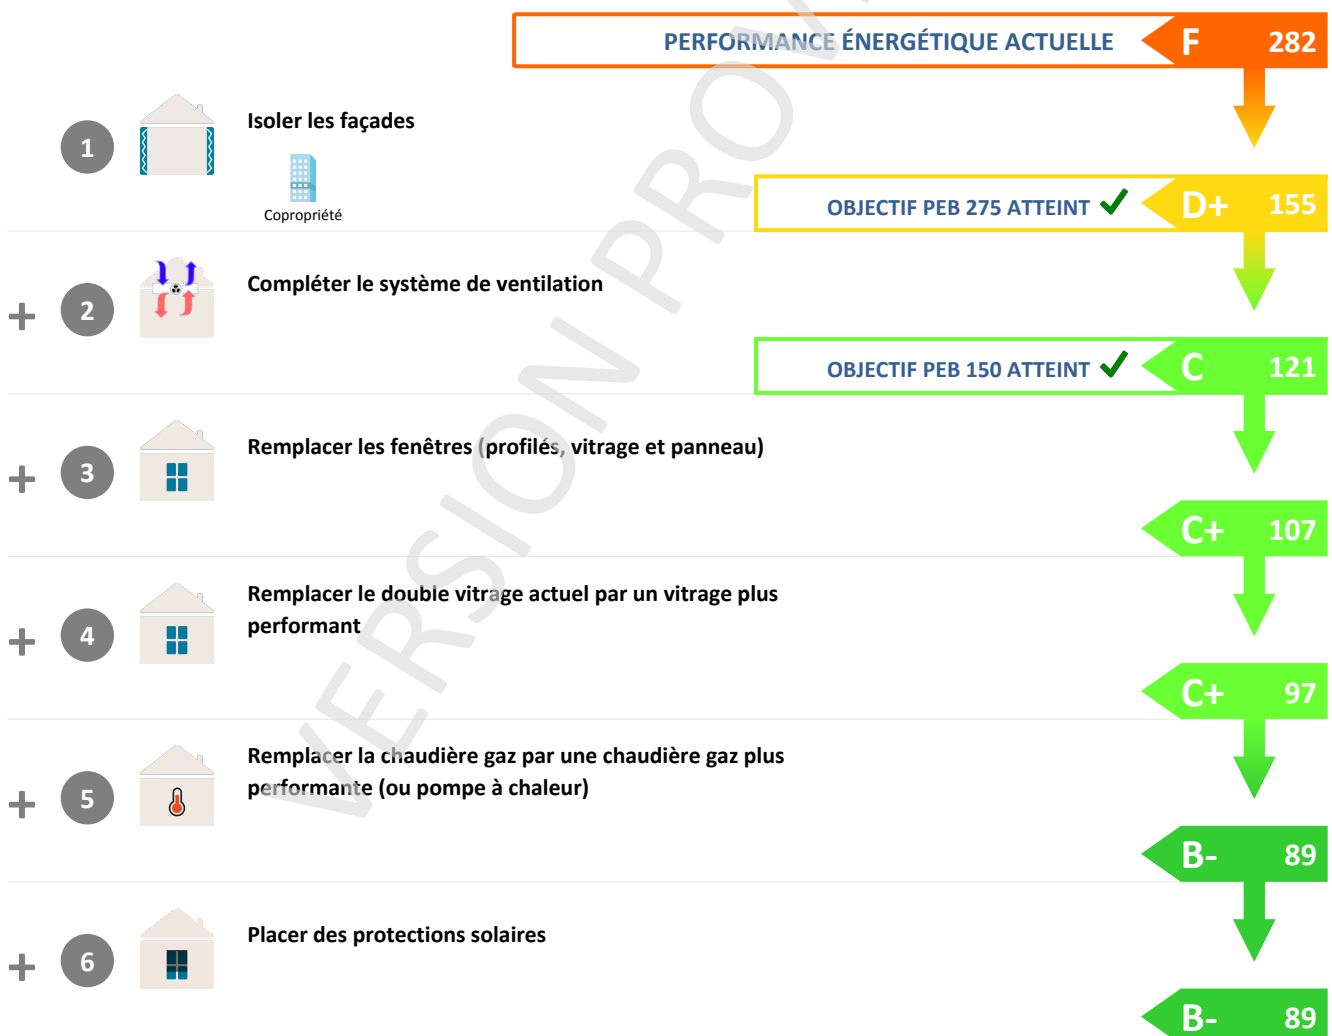 PERFORMANCE ÉNERGÉTIQUE ACTUELLE F 282
1 Isoler les façades
Copropriété
OBJECTIF PEB 275 ATTEINT D+ 155
+ 2 Compléter le système de ventilation
OBJECTIF PEB 150 ATTEINT C 121
+ 3 Remplacer les fenêtres (profilés, vitrage et panneau)
C+ 107
+ 4 Remplacer le double vitrage actuel par un vitrage plus
performant
C+ 97
+ 5 Remplacer la chaudière gaz par une chaudière gaz plus
performante (ou pompe à chaleur)
B- 89
+ 6 Placer des protections solaires
B- 89
VERSION PROV